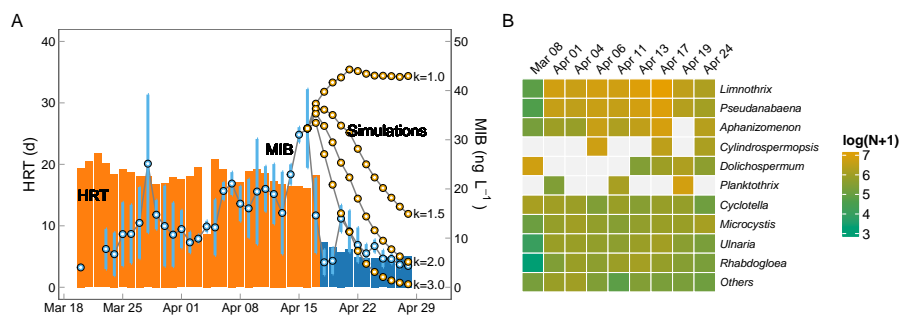 A
B
40
30
20
10
0
HRT (d)
50
40
30
20
10
0
MIB (ng L⁻¹)
HRT
MIB
Simulations
k=1.0
k=1.5
k=2.0
k=3.0
Mar 18 Mar 25 Apr 01 Apr 08 Apr 15 Apr 22 Apr 29
Mar 08 Apr 01 Apr 04 Apr 06 Apr 11 Apr 13 Apr 17 Apr 19 Apr 24
Limnothrix
Pseudanabaena
Aphanizomenon
Cylindrospermopsis
Dolichospermum
Planktothrix
Cyclotella
Microcystis
Ulnaria
Rhabdogloea
Others
log(N+1)
7
6
5
4
3